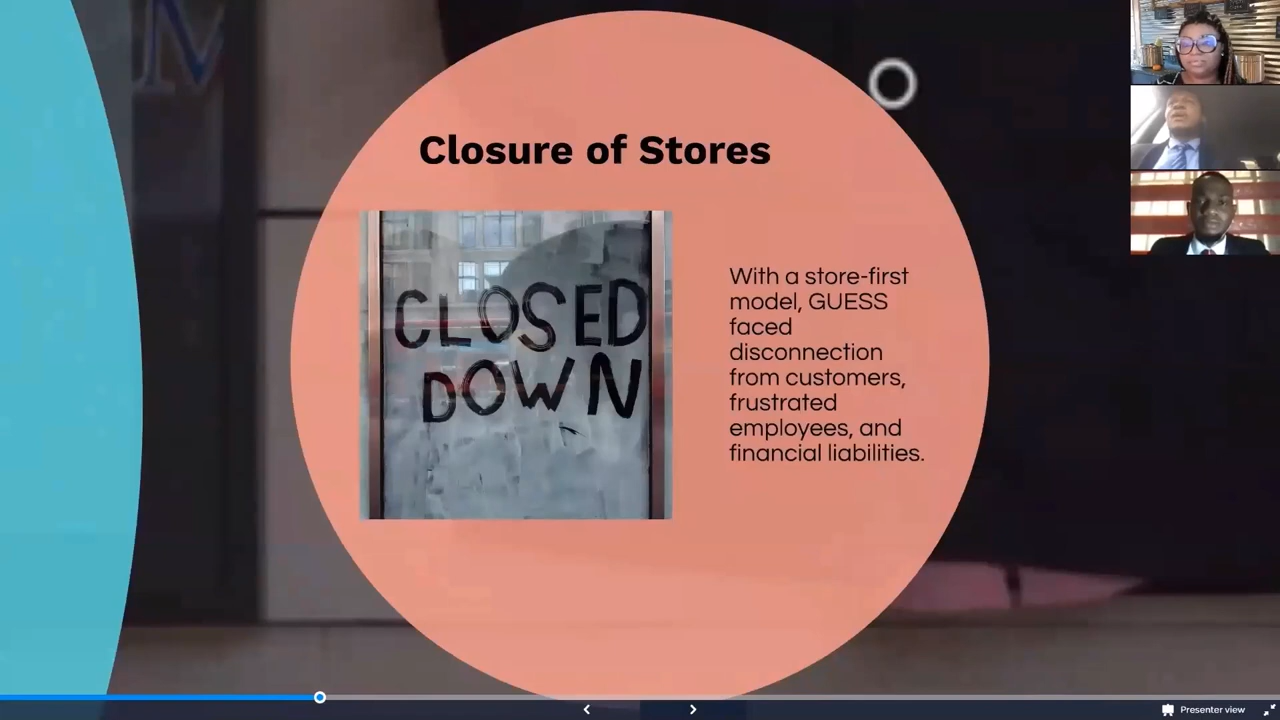 Closure of Stores
CLOSED
DOWN
With a store-first
model, GUESS
faced
disconnection
from customers,
frustrated
employees, and
financial liabilities.
Presenter view